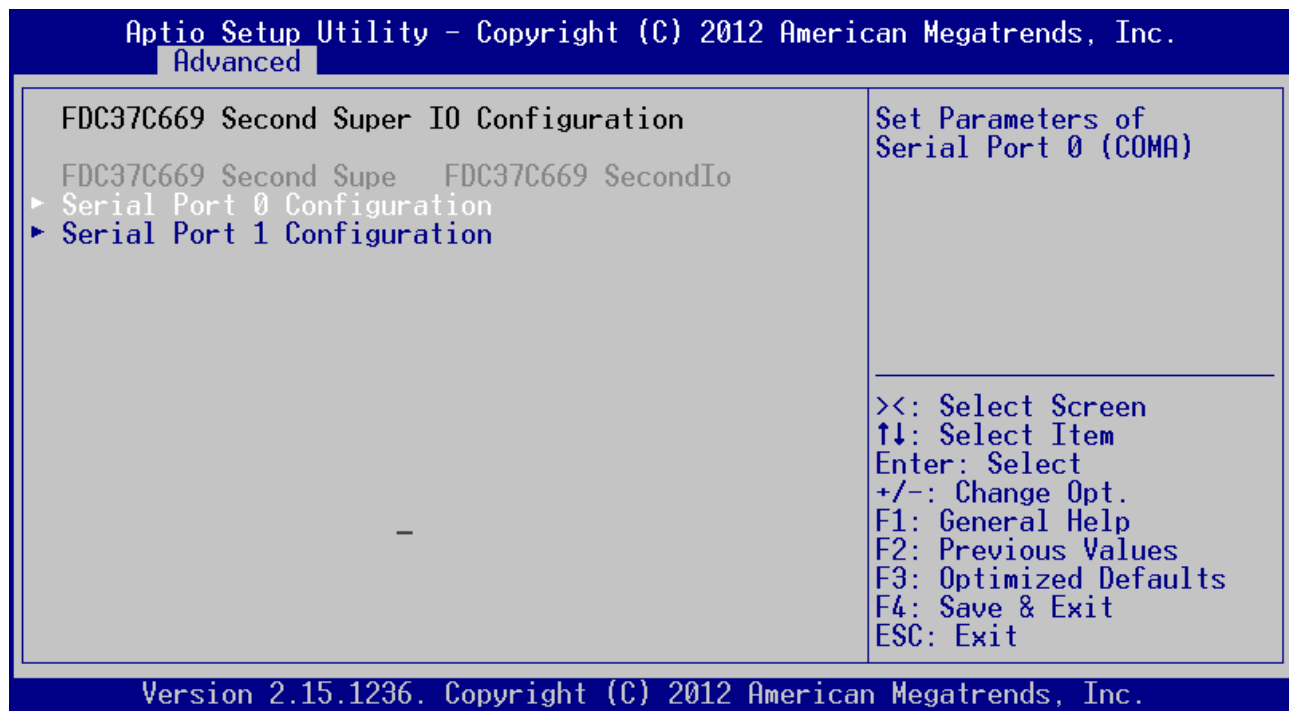 Aptio Setup Utility – Copyright (C) 2012 American Megatrends, Inc.
Advanced
FDC37C669 Second Super IO Configuration
FDC37C669 Second Supe FDC37C669 SecondIo
► Serial Port 0 Configuration
► Serial Port 1 Configuration
Set Parameters of
Serial Port 0 (COMA)
><: Select Screen
↑↓: Select Item
Enter: Select
+/-: Change Opt.
F1: General Help
F2: Previous Values
F3: Optimized Defaults
F4: Save & Exit
ESC: Exit
Version 2.15.1236. Copyright (C) 2012 American Megatrends, Inc.